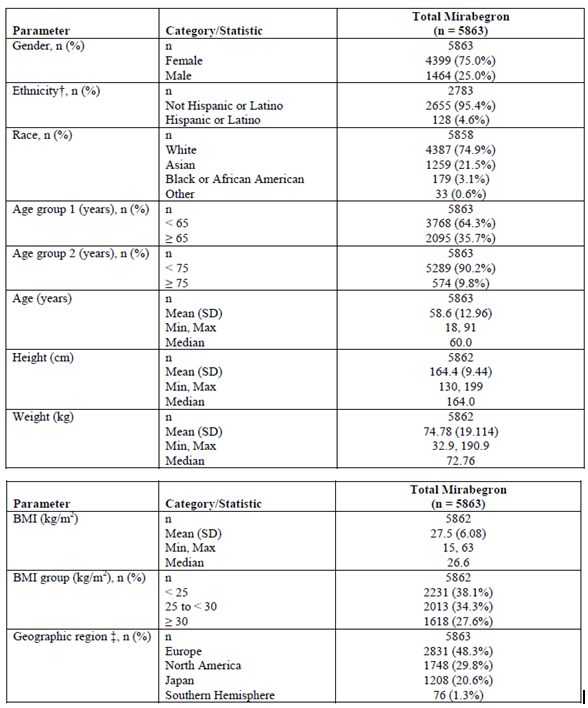 Total Mirabegron
Parameter Category/Statistic (n = 5863)
Gender, n (%) n 5863
Female 4399 (75.0%)
Male 1464 (25.0%)
Ethnicity†, n (%) n 2783
Not Hispanic or Latino 2655 (95.4%)
Hispanic or Latino 128 (4.6%)
Race, n (%) n 5858
White 4387 (74.9%)
Asian 1259 (21.5%)
Black or African American 179 (3.1%)
Other 33 (0.6%)
Age group 1 (years), n (%) n 5863
< 65 3768 (64.3%)
≥ 65 2095 (35.7%)
Age group 2 (years), n (%) n 5863
< 75 5289 (90.2%)
≥ 75 574 (9.8%)
Age (years) n 5863
Mean (SD) 58.6 (12.96)
Min, Max 18, 91
Median 60.0
Height (cm) n 5862
Mean (SD) 164.4 (9.44)
Min, Max 130, 199
Median 164.0
Weight (kg) n 5862
Mean (SD) 74.78 (19.114)
Min, Max 32.9, 190.9
Median 72.76
Total Mirabegron
Parameter Category/Statistic (n = 5863)
BMI (kg/m²) n 5862
Mean (SD) 27.5 (6.08)
Min, Max 15, 63
Median 26.6
BMI group (kg/m²), n (%) n 5862
< 25 2231 (38.1%)
25 to < 30 2013 (34.3%)
≥ 30 1618 (27.6%)
Geographic region ‡, n (%) n 5863
Europe 2831 (48.3%)
North America 1748 (29.8%)
Japan 1208 (20.6%)
Southern Hemisphere 76 (1.3%)